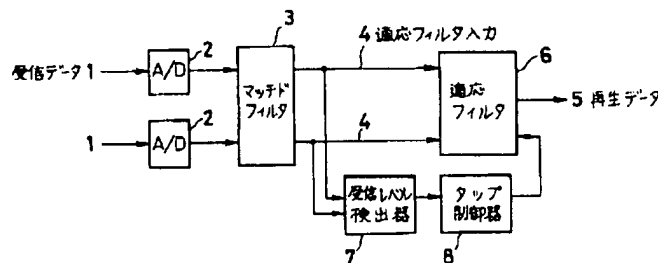 3
2
4 適応フィルタ入力
6
受信データ 1
A/D
マッチド
フィルタ
適応
フィルタ
5 再生データ
2
1
A/D
4
受信レベル
検出器
タップ
制御器
7
8